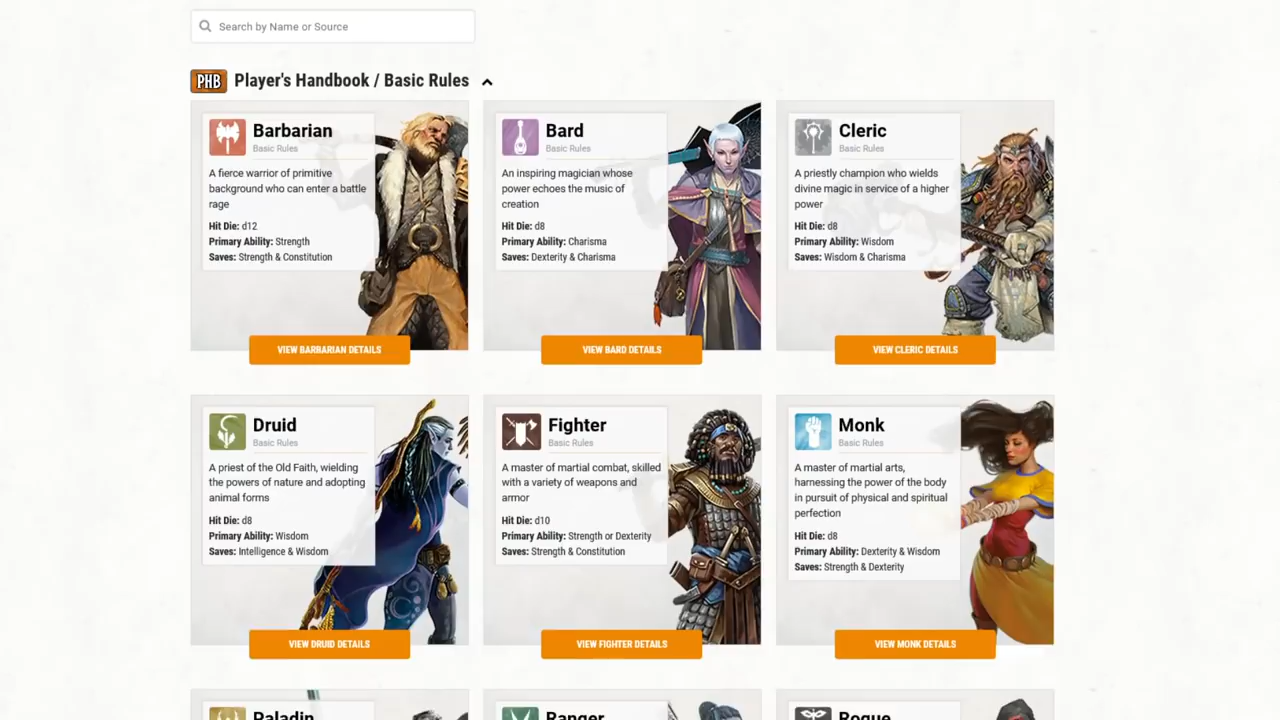 Search by Name or Source
PHB Player's Handbook / Basic Rules
Barbarian
Basic Rules
A fierce warrior of primitive
background who can enter a battle
rage
Hit Die: d12
Primary Ability: Strength
Saves: Strength & Constitution
VIEW BARBARIAN DETAILS
Bard
Basic Rules
An inspiring magician whose
power echoes the music of
creation
Hit Die: d8
Primary Ability: Charisma
Saves: Dexterity & Charisma
VIEW BARD DETAILS
Cleric
Basic Rules
A priestly champion who wields
divine magic in service of a higher
power
Hit Die: d8
Primary Ability: Wisdom
Saves: Wisdom & Charisma
VIEW CLERIC DETAILS
Druid
Basic Rules
A priest of the Old Faith, wielding
the powers of nature and adopting
animal forms
Hit Die: d8
Primary Ability: Wisdom
Saves: Intelligence & Wisdom
VIEW DRUID DETAILS
Fighter
Basic Rules
A master of martial combat, skilled
with a variety of weapons and
armor
Hit Die: d10
Primary Ability: Strength or Dexterity
Saves: Strength & Constitution
VIEW FIGHTER DETAILS
Monk
Basic Rules
A master of martial arts,
harnessing the power of the body
in pursuit of physical and spiritual
perfection
Hit Die: d8
Primary Ability: Dexterity & Wisdom
Saves: Strength & Dexterity
VIEW MONK DETAILS
Paladin
Ranger
Rogue